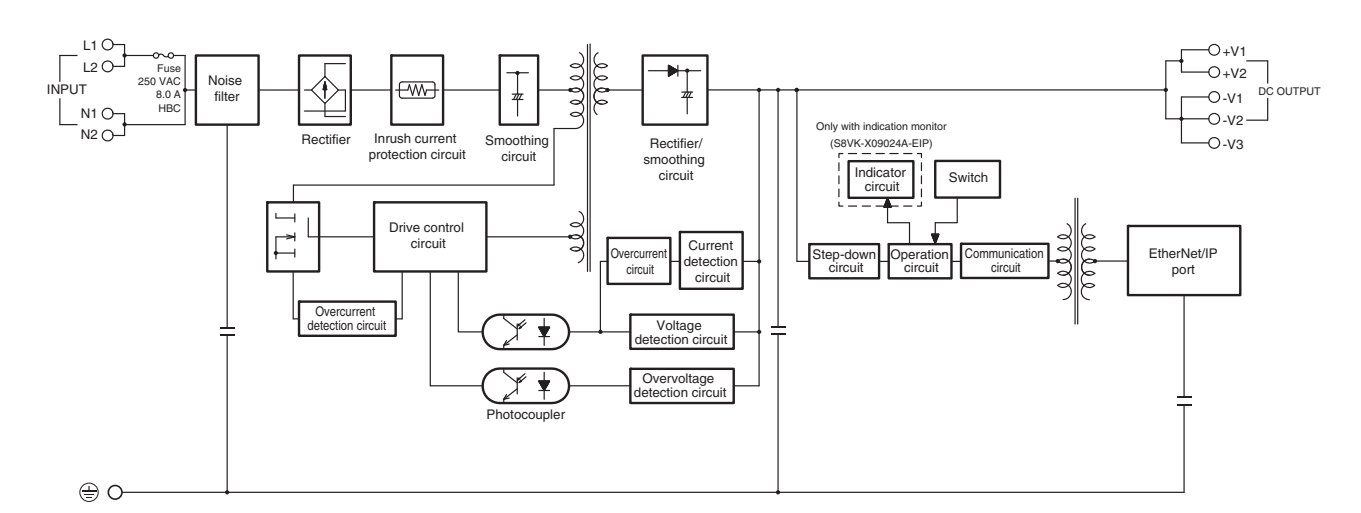 L1
L2
INPUT
N1
N2
Fuse
250 VAC
8.0 A
HBC
Noise
filter
Rectifier
Inrush current
protection circuit
Smoothing
circuit
Rectifier/
smoothing
circuit
+V1
+V2
-V1
-V2
-V3
DC OUTPUT
Only with indication monitor
(S8VK-X09024A-EIP)
Indicator
circuit
Switch
Drive control
circuit
Overcurrent
circuit
Current
detection
circuit
Step-down
circuit
Operation
circuit
Communication
circuit
EtherNet/IP
port
Overcurrent
detection circuit
Voltage
detection circuit
Overvoltage
detection circuit
Photocoupler